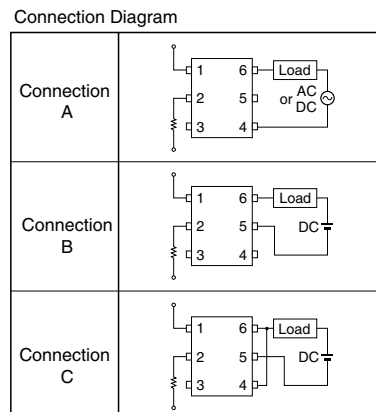 Connection Diagram
Connection
A
1 6 Load
2 5 or AC
DC
3 4
Connection
B
1 6 Load
2 5 DC
3 4
Connection
C
1 6 Load
2 5 DC
3 4